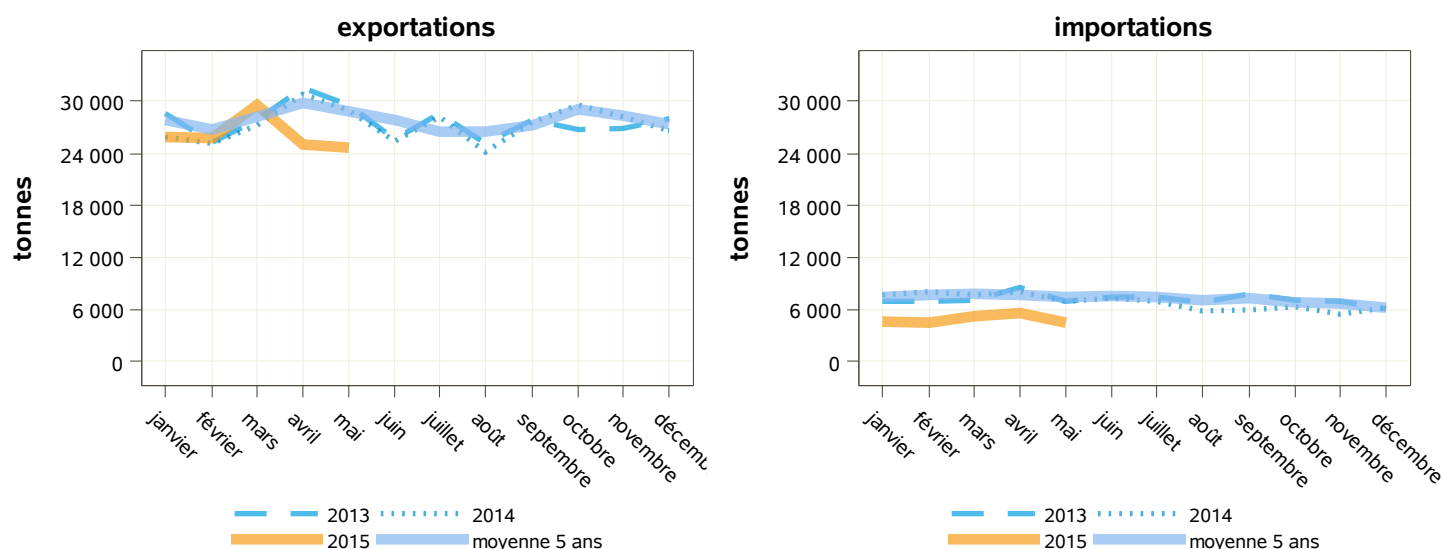 exportations
30 000
24 000
18 000
12 000
6 000
0
tonnes
janvier
février
mars
avril
mai
juin
juillet
août
septembre
octobre
novembre
décemb
2013
2014
2015
moyenne 5 ans
importations
30 000
24 000
18 000
12 000
6 000
0
tonnes
janvier
février
mars
avril
mai
juin
juillet
août
septembre
octobre
novembre
décembre
2013
2014
2015
moyenne 5 ans